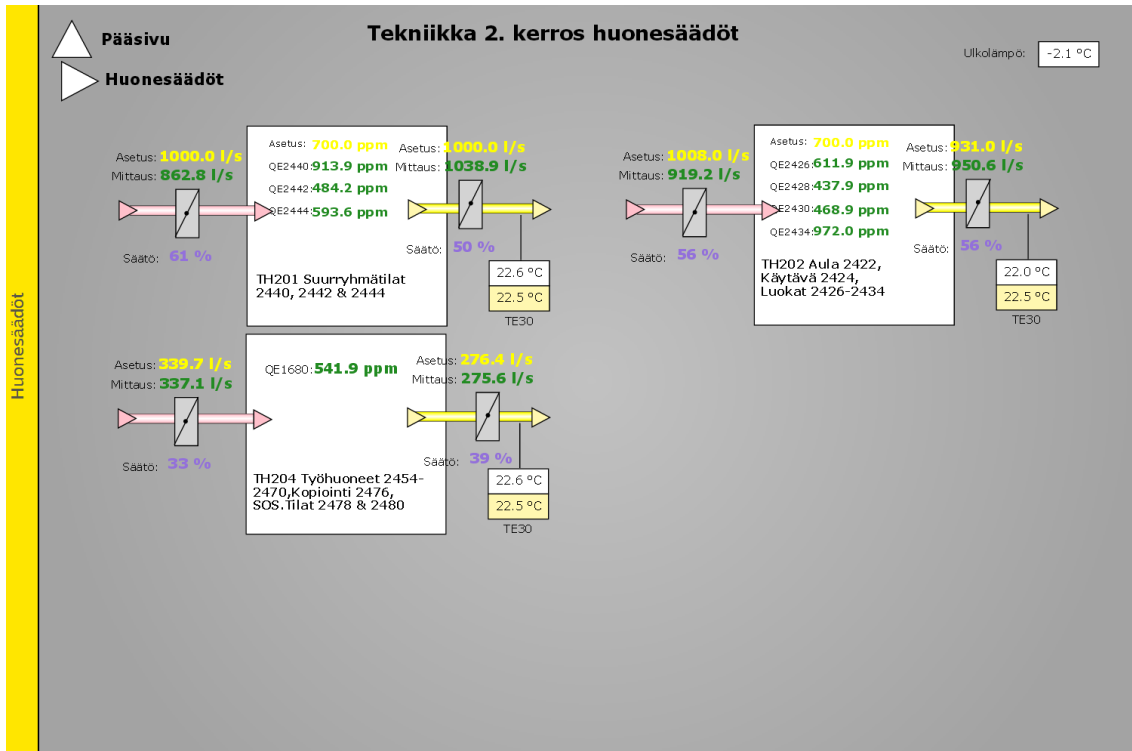 Tekniikka 2. kerros huonesäädöt
Pääsivu
Huonesäädöt
Ulkolämpö: -2.1 °C
Huonesäädöt
Asetus: 1000.0 l/s
Mittaus: 862.8 l/s
Säätö: 61 %
Asetus: 700.0 ppm
QE2440: 913.9 ppm
QE2442: 484.2 ppm
QE2444: 593.6 ppm
TH201 Suurryhmätilat
2440, 2442 & 2444
Asetus: 1000.0 l/s
Mittaus: 1038.9 l/s
Säätö: 50 %
22.6 °C
22.5 °C
TE30
Asetus: 1008.0 l/s
Mittaus: 919.2 l/s
Säätö: 56 %
Asetus: 700.0 ppm
QE2426: 611.9 ppm
QE2428: 437.9 ppm
QE2430: 468.9 ppm
QE2434: 972.0 ppm
TH202 Aula 2422,
Käytävä 2424,
Luokat 2426-2434
Asetus: 931.0 l/s
Mittaus: 950.6 l/s
Säätö: 56 %
22.0 °C
22.5 °C
TE30
Asetus: 339.7 l/s
Mittaus: 337.1 l/s
Säätö: 33 %
QE1680: 541.9 ppm
TH204 Työhuoneet 2454-
2470,Kopiointi 2476,
SOS.Tilat 2478 & 2480
Asetus: 276.4 l/s
Mittaus: 275.6 l/s
Säätö: 39 %
22.6 °C
22.5 °C
TE30